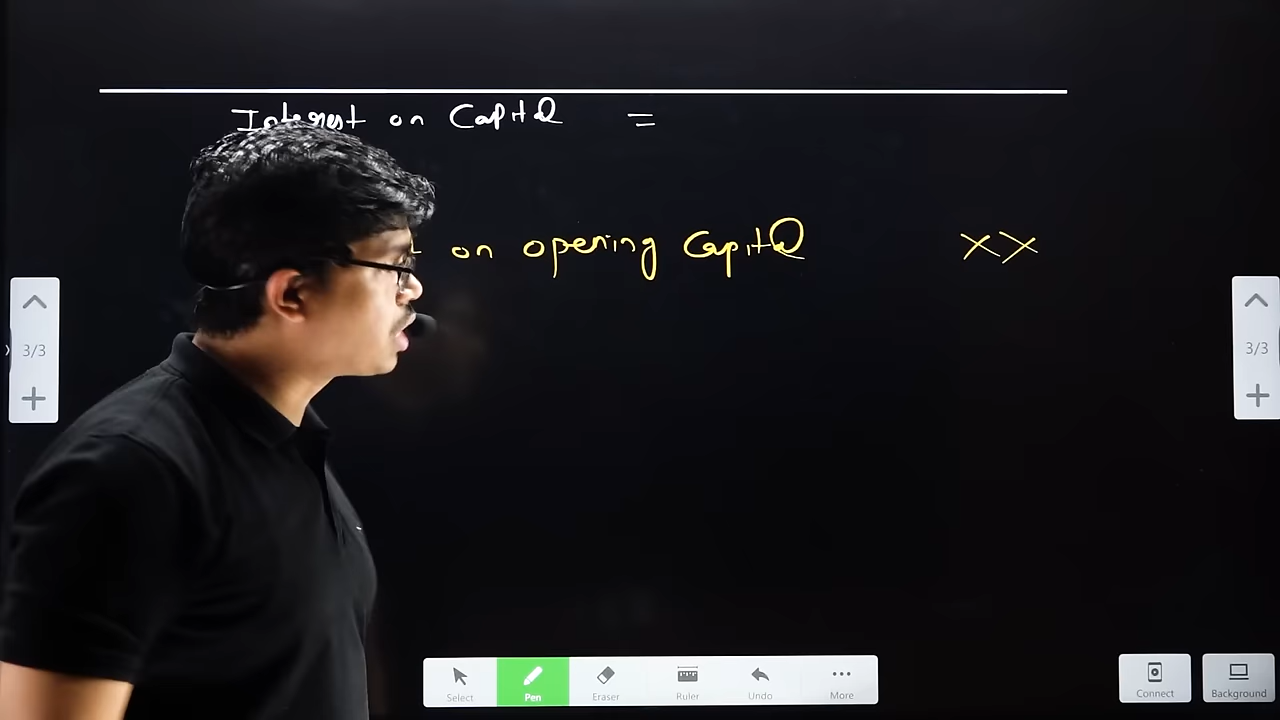 Interest on Capital =
on opening Capital XX
3/3
3/3
Select Pen Eraser Ruler Undo More
Connect Background